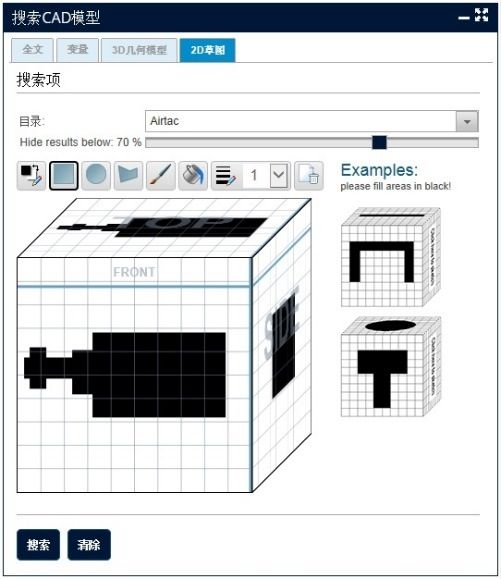 搜索CAD模型
全文 变量 3D几何模型 2D草图
搜索项
目录: Airtac
Hide results below: 70 %
1
Examples:
please fill areas in black!
TOP
FRONT
SIDE
搜索 清除